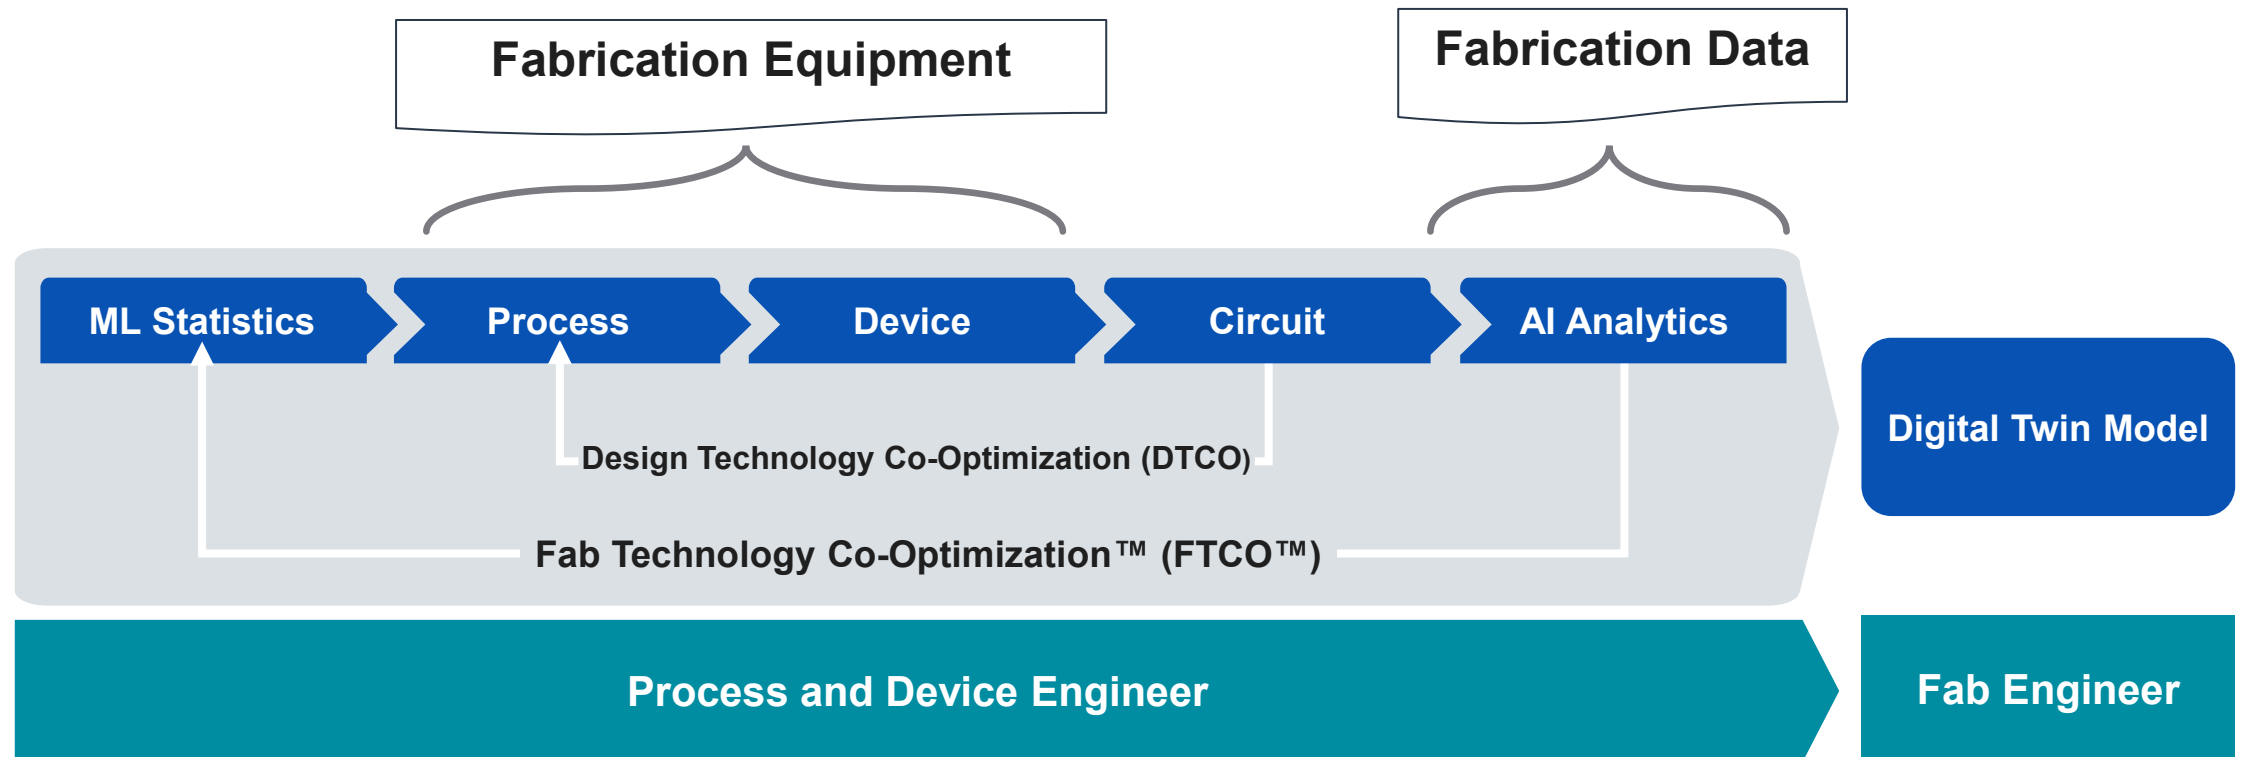 Fabrication Equipment
Fabrication Data
ML Statistics
Process
Device
Circuit
AI Analytics
Design Technology Co-Optimization (DTCO)
Fab Technology Co-Optimization™ (FTCO™)
Digital Twin Model
Process and Device Engineer
Fab Engineer